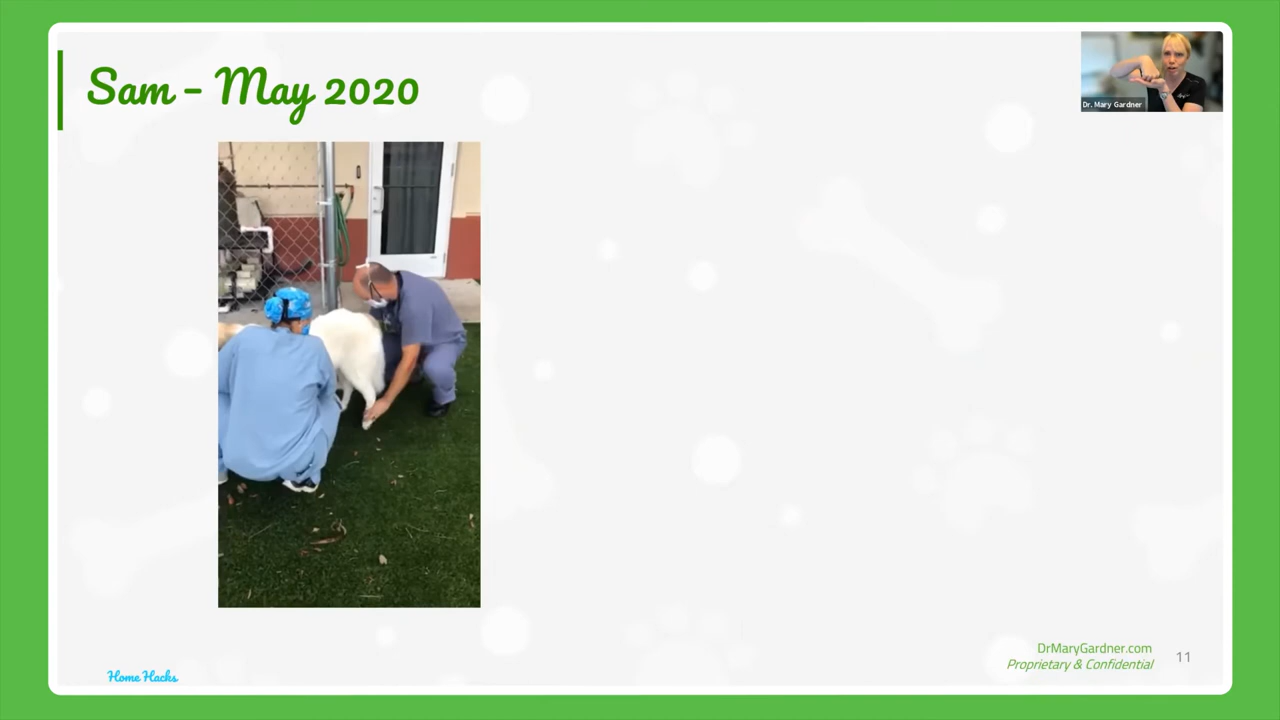 Sam – May 2020
Dr. Mary Gardner
DrMaryGardner.com
Proprietary & Confidential
11
Home Hacks